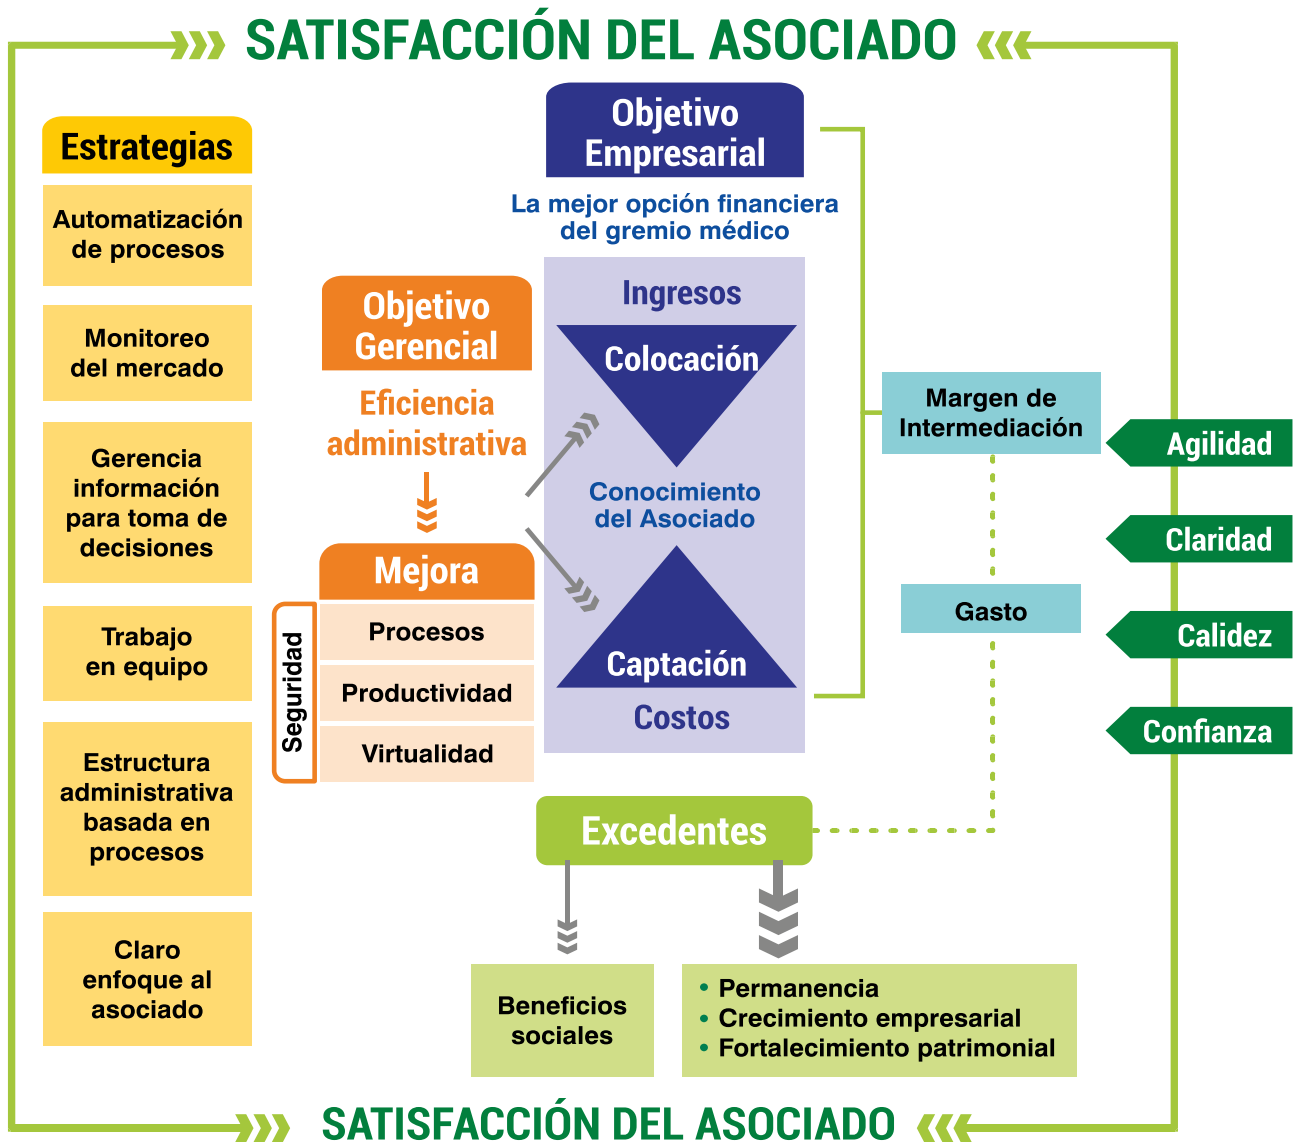 SATISFACCIÓN DEL ASOCIADO
Estrategias
Automatización
de procesos
Monitoreo
del mercado
Gerencia
información
para toma de
decisiones
Trabajo
en equipo
Estructura
administrativa
basada en
procesos
Claro
enfoque al
asociado
Objetivo
Gerencial
Eficiencia
administrativa
Mejora
Seguridad
Procesos
Productividad
Virtualidad
Objetivo
Empresarial
La mejor opción financiera
del gremio médico
Ingresos
Colocación
Conocimiento
del Asociado
Captación
Costos
Margen de
Intermediación
Gasto
Excedentes
Beneficios
sociales
• Permanencia
• Crecimiento empresarial
• Fortalecimiento patrimonial
Agilidad
Claridad
Calidez
Confianza
SATISFACCIÓN DEL ASOCIADO